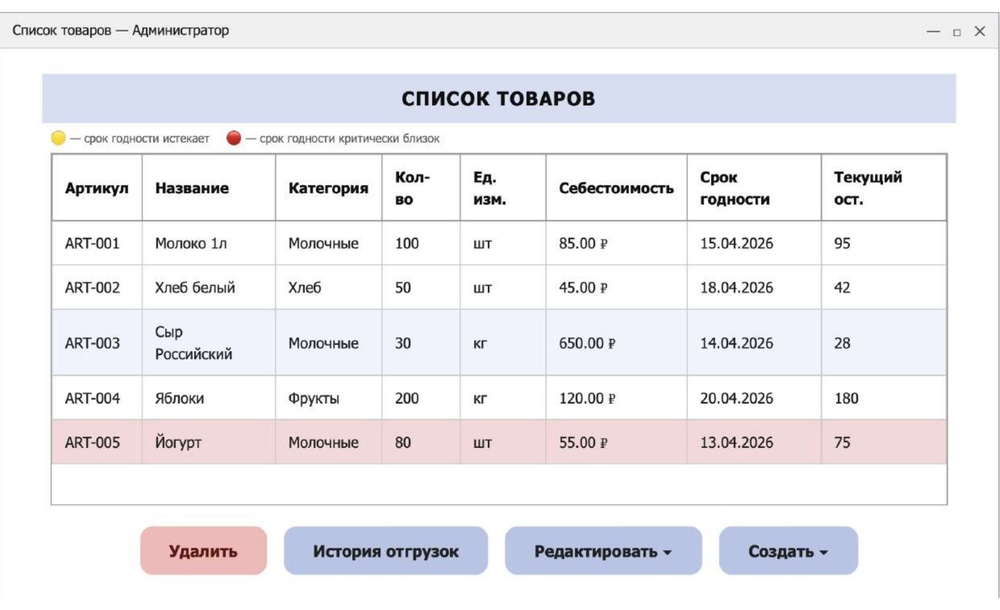 Список товаров — Администратор
СПИСОК ТОВАРОВ
— срок годности истекает — срок годности критически близок
Артикул Название Категория Кол-во Ед. изм. Себестоимость Срок годности Текущий ост.
ART-001 Молоко 1л Молочные 100 шт 85.00 ₽ 15.04.2026 95
ART-002 Хлеб белый Хлеб 50 шт 45.00 ₽ 18.04.2026 42
ART-003 Сыр Российский Молочные 30 кг 650.00 ₽ 14.04.2026 28
ART-004 Яблоки Фрукты 200 кг 120.00 ₽ 20.04.2026 180
ART-005 Йогурт Молочные 80 шт 55.00 ₽ 13.04.2026 75
Удалить История отгрузок Редактировать Создать